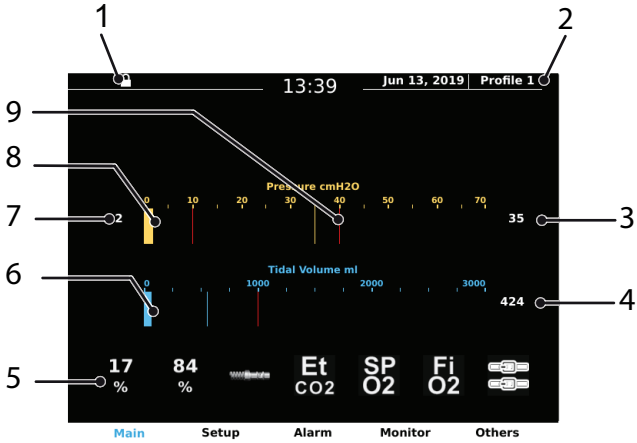 1
2
13:39
Jun 13, 2019 Profile 1
9
8
7
6
5
3
4
Pressure cmH2O
0 10 20 30 40 50 60 70
2
35
Tidal Volume ml
0 1000 2000 3000
424
17 %
84 %
Et CO2
SP O2
Fi O2
Main Setup Alarm Monitor Others